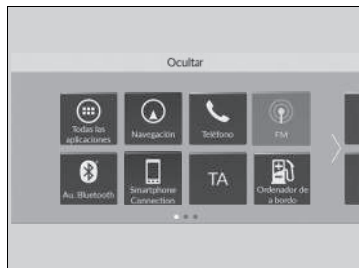 Ocultar
Todas las
aplicaciones
Navegación
Teléfono
FM
Au. Bluetooth
Smartphone
Connection
TA
Ordenador de
a bordo